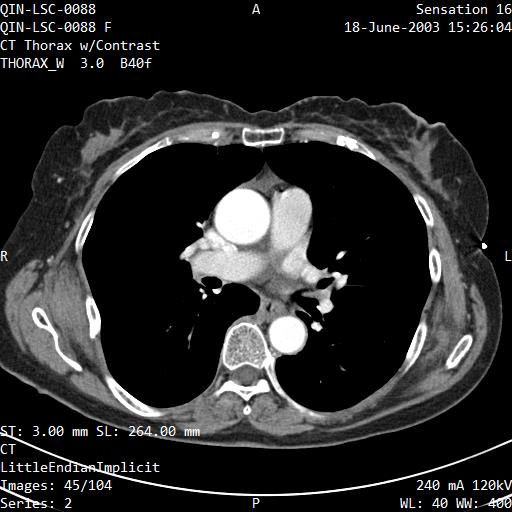 QIN-LSC-0088
A
Sensation 16
QIN-LSC-0088 F
18-June-2003 15:26:04
CT Thorax w/Contrast
THORAX_W 3.0 B40f
R
L
ST: 3.00 mm SL: 264.00 mm
CT
LittleEndianImplicit
Images: 45/104
240 mA 120kV
Series: 2
P
WL: 40 WW: 400